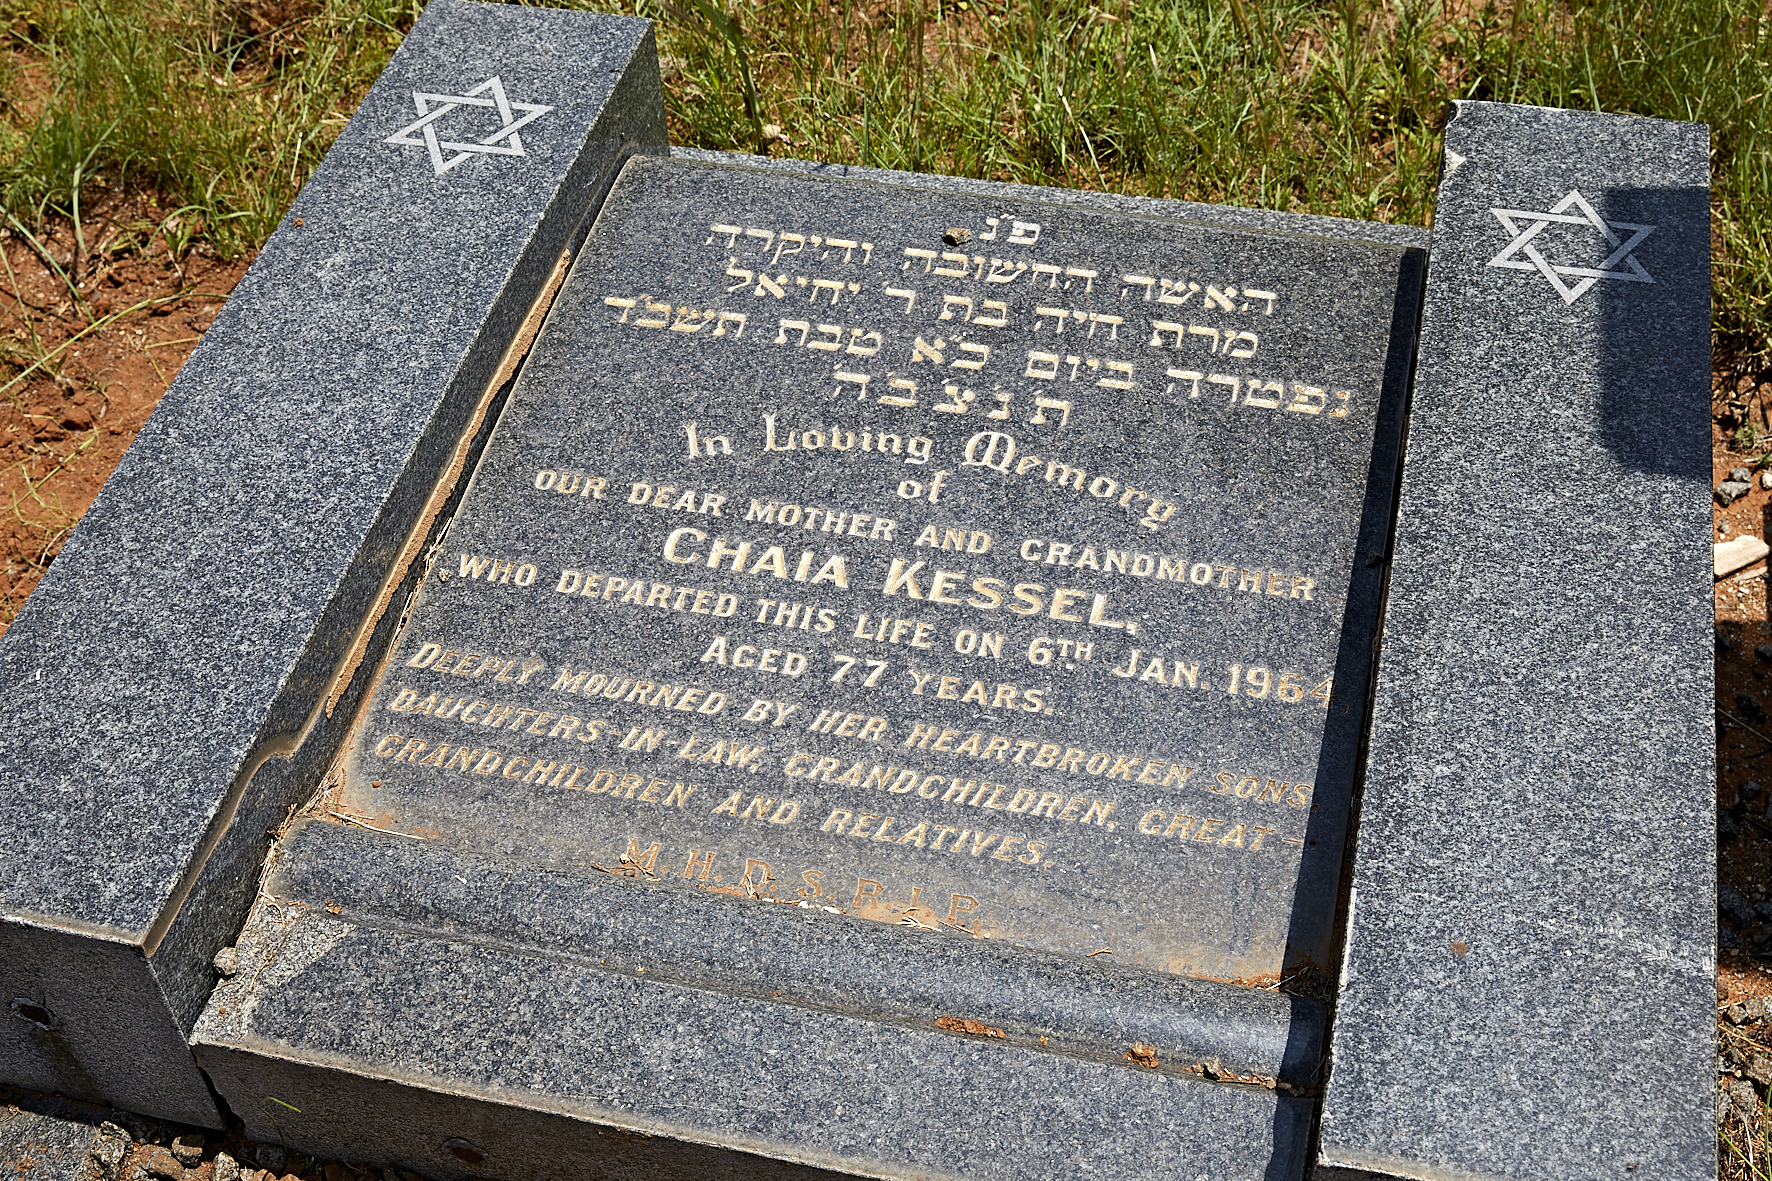 פ״נ
האשה החשובה והיקרה
מרת חיה בת ר׳ יחיאל
נפטרה ביום כ״א טבת תשכ״ד
ת׳נ׳צ׳ב׳ה׳
In Loving Memory
of
OUR DEAR MOTHER AND GRANDMOTHER
CHAIA KESSEL,
WHO DEPARTED THIS LIFE ON 6TH JAN. 1964
AGED 77 YEARS.
DEEPLY MOURNED BY HER HEARTBROKEN SONS,
DAUGHTERS-IN-LAW, GRANDCHILDREN, GREAT-
GRANDCHILDREN AND RELATIVES.
M.H.D.S.R.I.P.